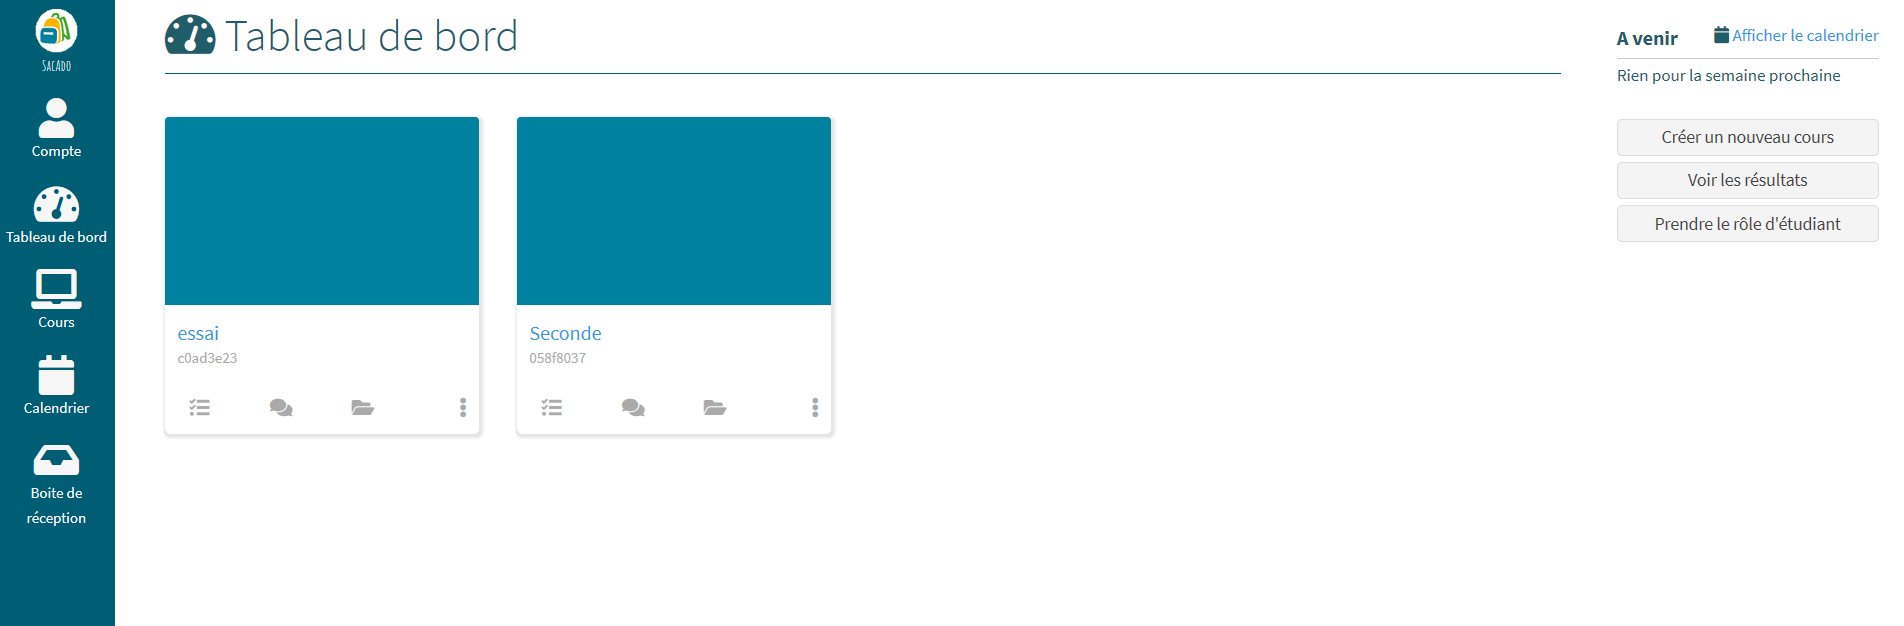 SacAdo
Compte
Tableau de bord
Cours
Calendrier
Boite de
réception
Tableau de bord
essai
c0ad3e23
Seconde
058f8037
A venir
Afficher le calendrier
Rien pour la semaine prochaine
Créer un nouveau cours
Voir les résultats
Prendre le rôle d'étudiant